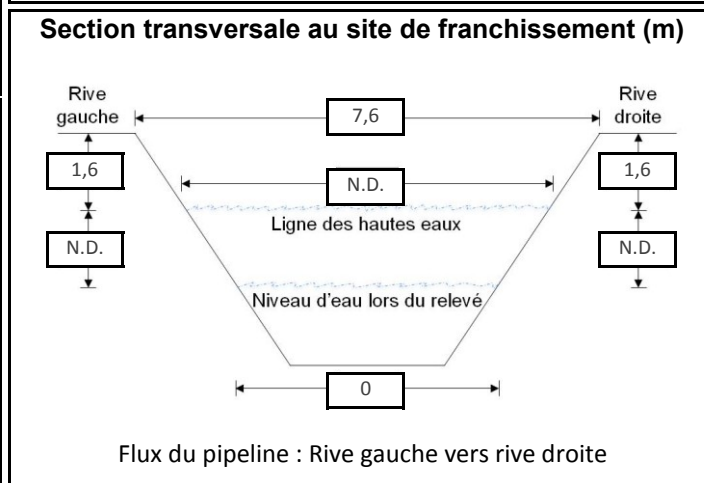 Section transversale au site de franchissement (m)
Rive gauche
7,6
Rive droite
1,6
N.D.
1,6
Ligne des hautes eaux
N.D.
N.D.
Niveau d'eau lors du relevé
0
Flux du pipeline : Rive gauche vers rive droite